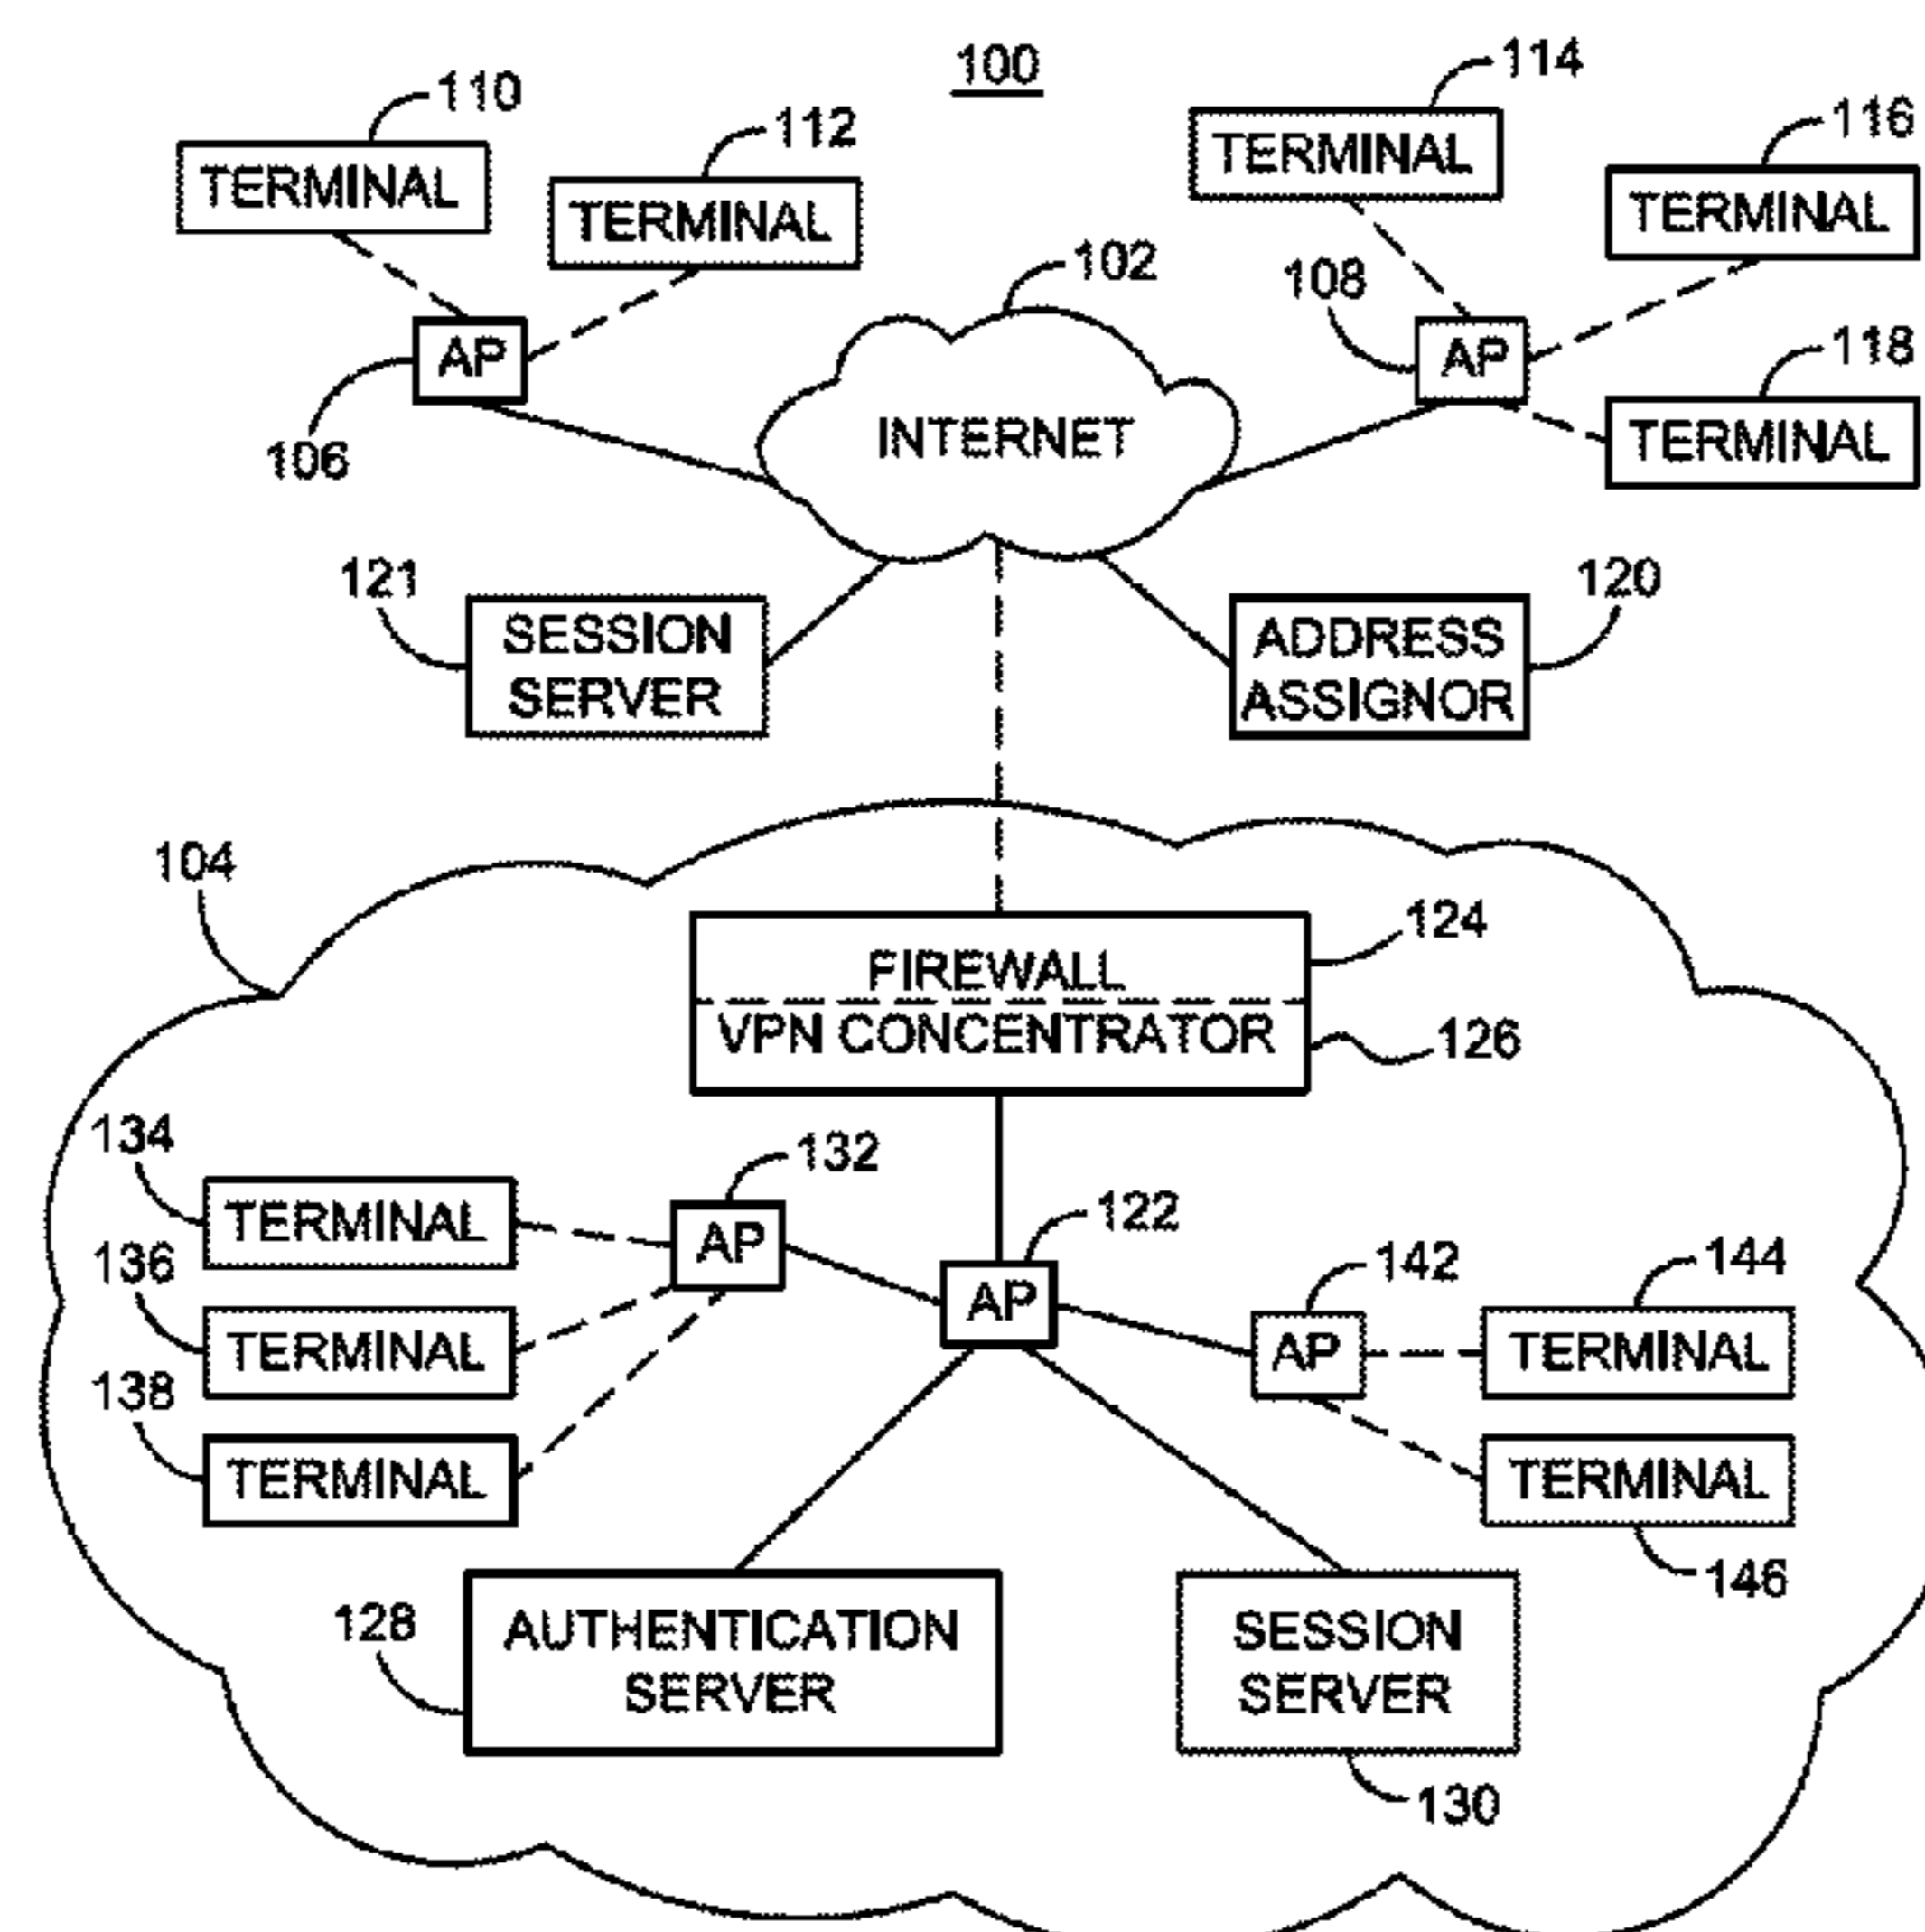 100
110
TERMINAL
112
TERMINAL
114
TERMINAL
116
TERMINAL
102
108
AP
AP
118
TERMINAL
106
INTERNET
121
SESSION
SERVER
120
ADDRESS
ASSIGNOR
104
124
FIREWALL
VPN CONCENTRATOR
126
134
TERMINAL
132
AP
122
AP
136
TERMINAL
142
AP
144
TERMINAL
138
TERMINAL
TERMINAL
146
128
AUTHENTICATION
SERVER
SESSION
SERVER
130